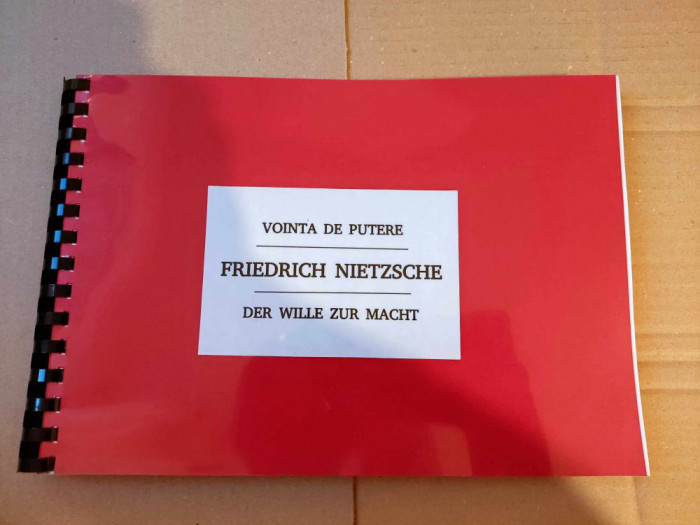 VOINTA DE PUTERE
FRIEDRICH NIETZSCHE
DER WILLE ZUR MACHT